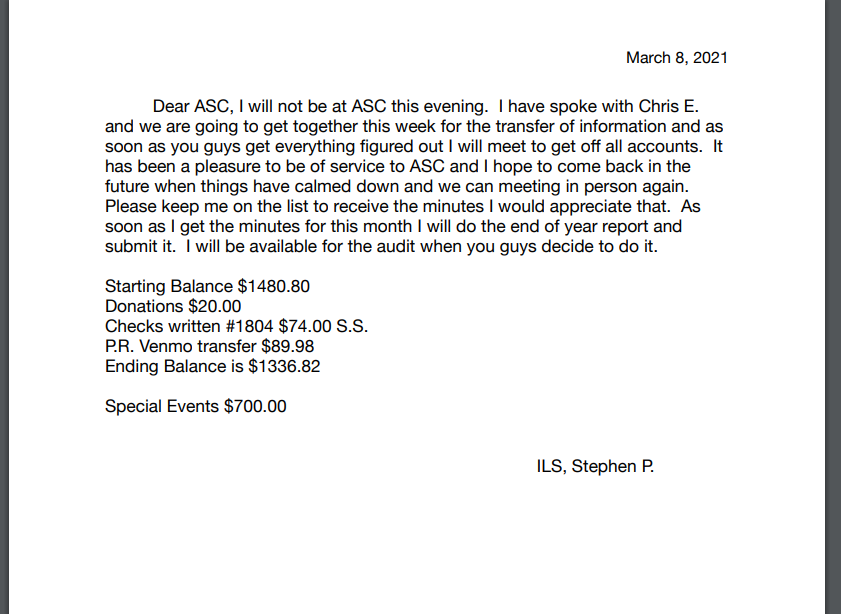 March 8, 2021
Dear ASC, I will not be at ASC this evening.  I have spoke with Chris E.
and we are going to get together this week for the transfer of information and as
soon as you guys get everything figured out I will meet to get off all accounts.  It
has been a pleasure to be of service to ASC and I hope to come back in the
future when things have calmed down and we can meeting in person again.
Please keep me on the list to receive the minutes I would appreciate that.  As
soon as I get the minutes for this month I will do the end of year report and
submit it.  I will be available for the audit when you guys decide to do it.
Starting Balance $1480.80
Donations $20.00
Checks written #1804 $74.00 S.S.
P.R. Venmo transfer $89.98
Ending Balance is $1336.82
Special Events $700.00
ILS, Stephen P.